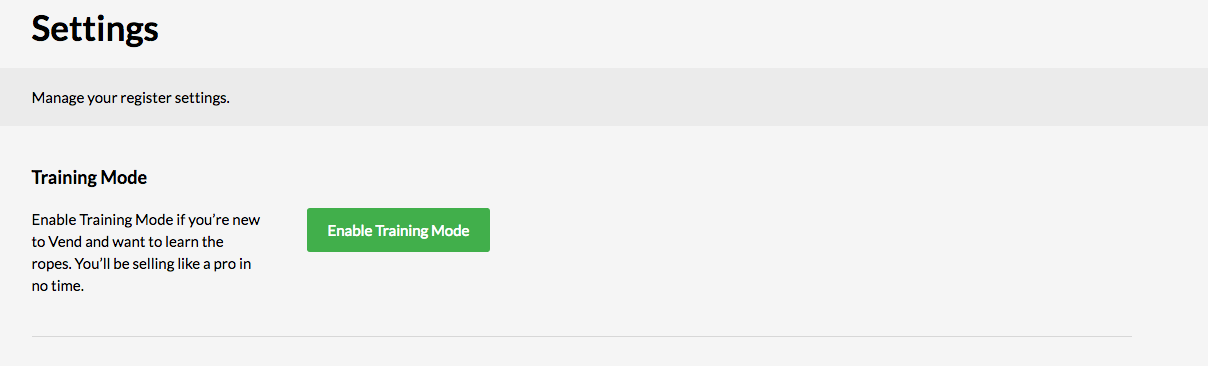 Settings
Manage your register settings.
Training Mode
Enable Training Mode if you’re new
to Vend and want to learn the
ropes. You’ll be selling like a pro in
no time.
Enable Training Mode